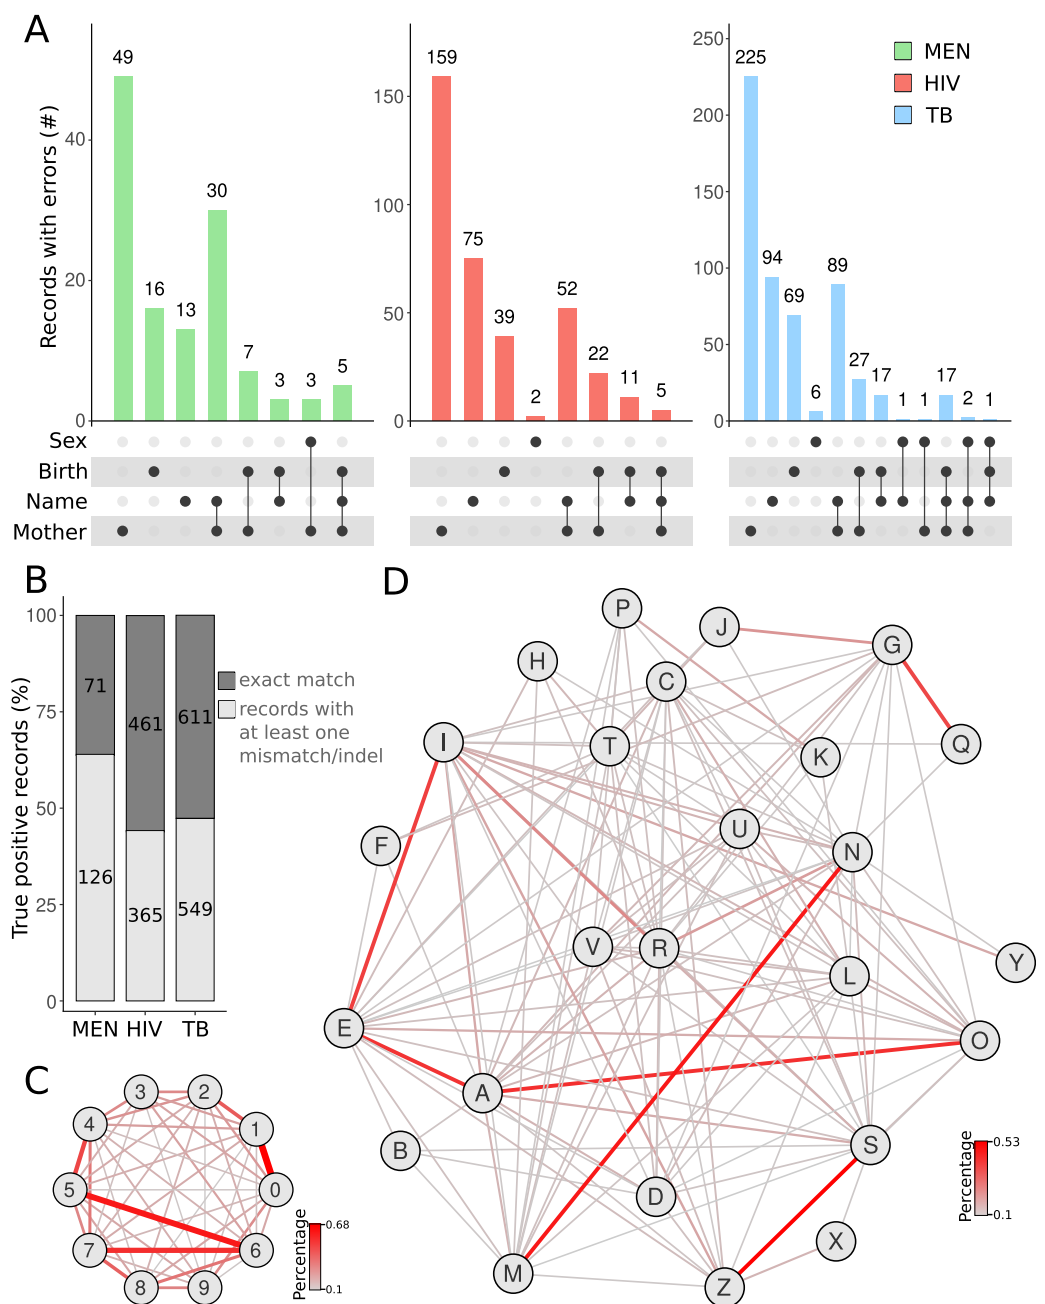 A
Records with errors (#)
0
20
40
49
16
13
30
7
3
3
5
0
50
100
150
159
75
39
2
52
22
11
5
0
50
100
150
200
250
225
94
69
6
89
27
17
1
1
17
2
1
MEN
HIV
TB
Sex
Birth
Name
Mother
B
True positive records (%)
100
75
50
25
0
71
461
611
126
365
549
MEN
HIV
TB
exact match
records with
at least one
mismatch/indel
C
3
2
4
1
5
0
7
6
8
9
Percentage
0.68
0.1
D
P
J
G
H
C
I
T
K
Q
F
U
N
V
R
L
Y
E
O
A
B
S
D
X
M
Z
Percentage
0.53
0.1